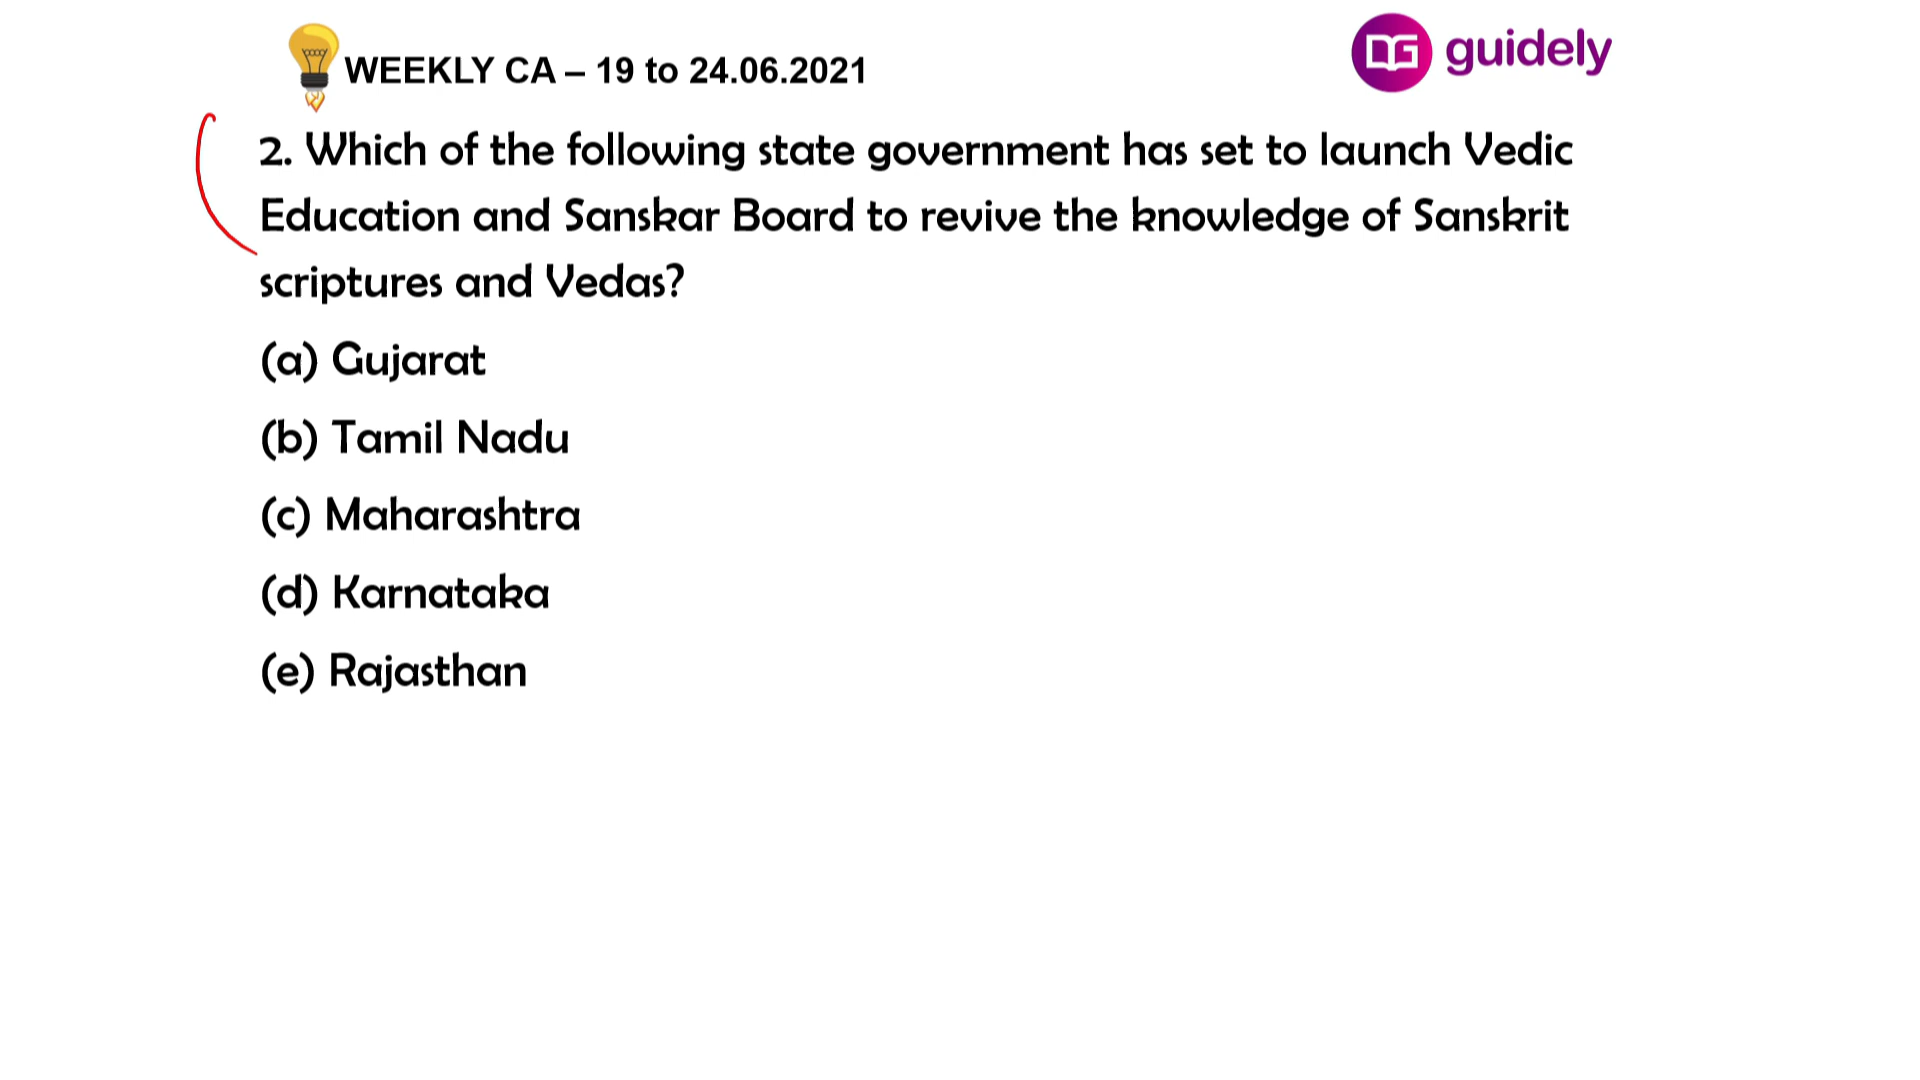 WEEKLY CA – 19 to 24.06.2021
guidely
2. Which of the following state government has set to launch Vedic
Education and Sanskar Board to revive the knowledge of Sanskrit
scriptures and Vedas?
(a) Gujarat
(b) Tamil Nadu
(c) Maharashtra
(d) Karnataka
(e) Rajasthan